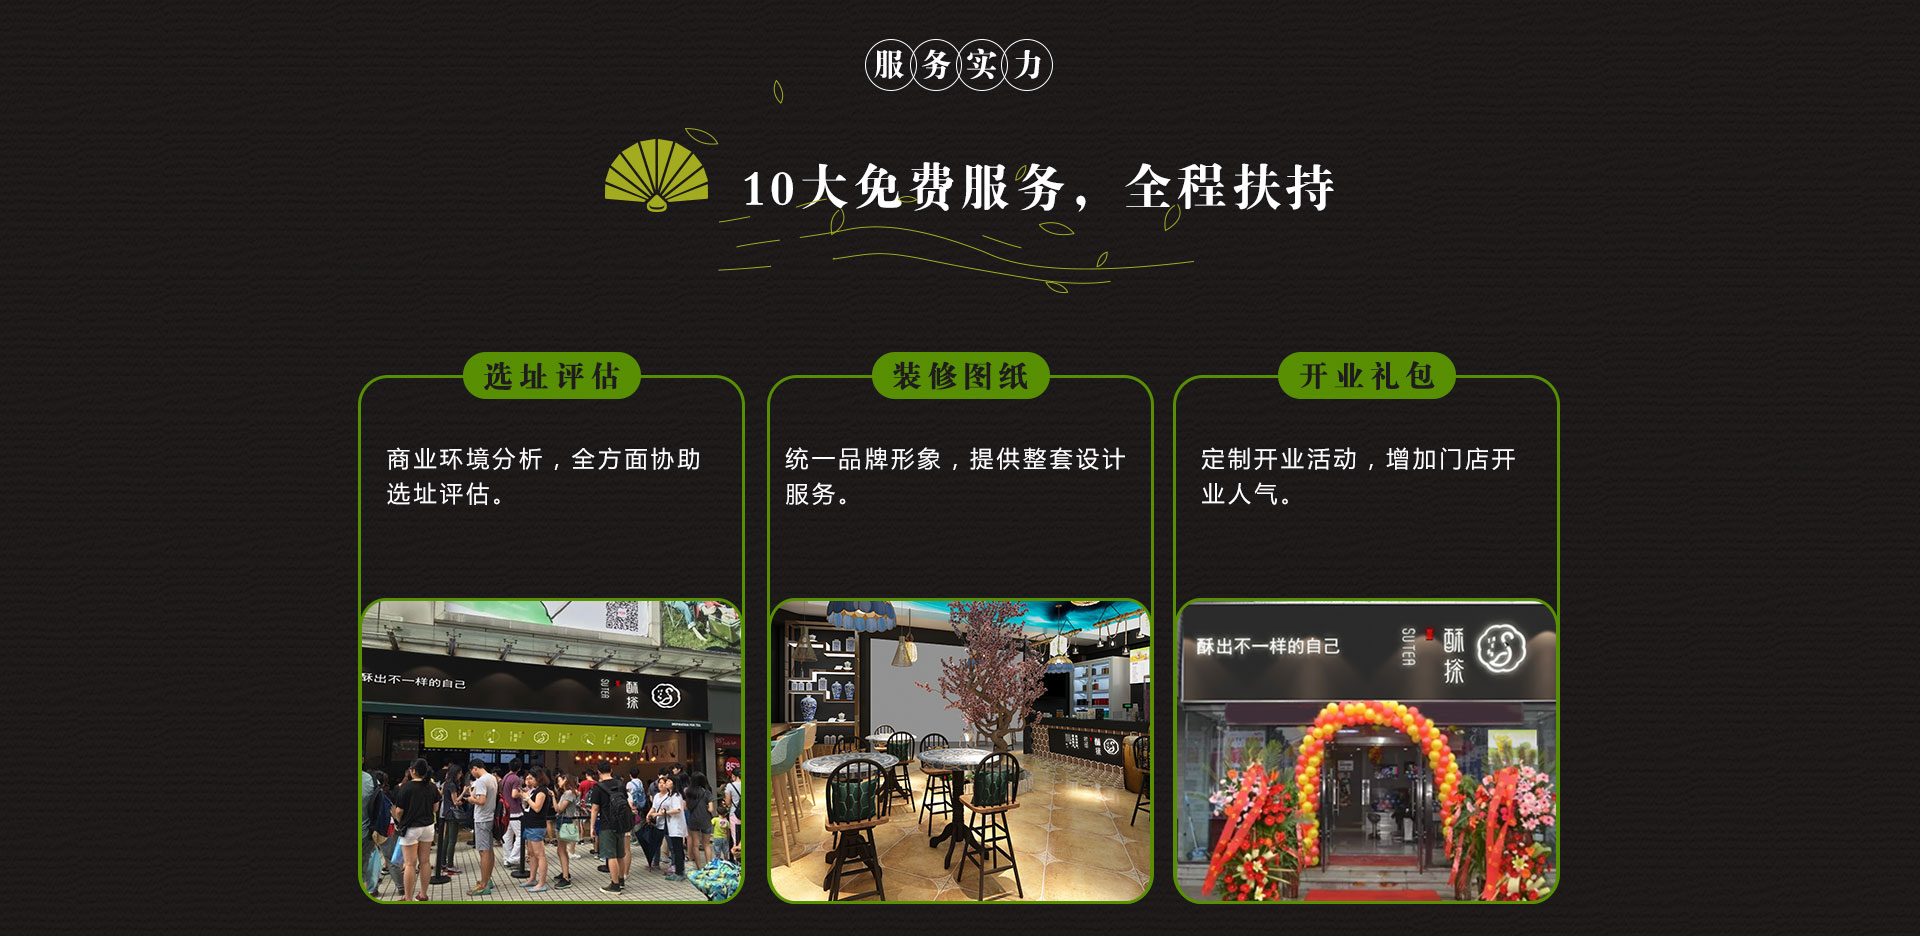 服务实力
10大免费服务，全程扶持
选址评估
商业环境分析，全方面协助
选址评估。
装修图纸
统一品牌形象，提供整套设计
服务。
开业礼包
定制开业活动，增加门店开
业人气。
酥出不一样的自己
SUTEA
酥搽
85
酥搽
酥出不一样的自己
SUTEA
酥搽